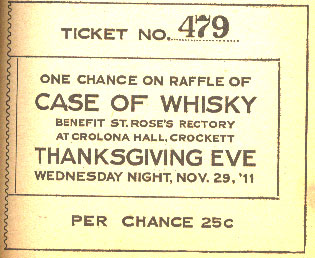 TICKET NO. 479
ONE CHANCE ON RAFFLE OF
CASE OF WHISKY
BENEFIT ST. ROSE'S RECTORY
AT CROLONA HALL, CROCKETT
THANKSGIVING EVE
WEDNESDAY NIGHT, NOV. 29, '11
PER CHANCE 25C